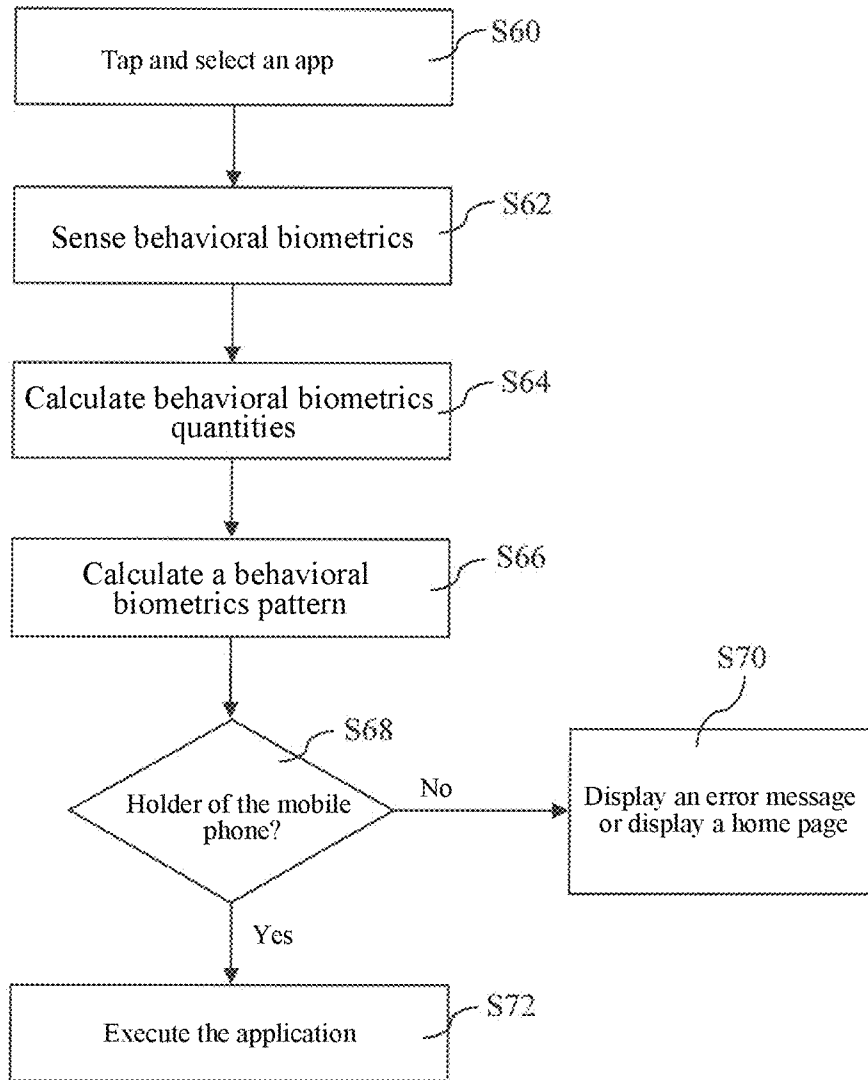 S60
Tap and select an app
S62
Sense behavioral biometrics
S64
Calculate behavioral biometrics
quantities
S66
Calculate a behavioral
biometrics pattern
S70
S68
Holder of the mobile
phone?
No
Display an error message
or display a home page
Yes
S72
Execute the application